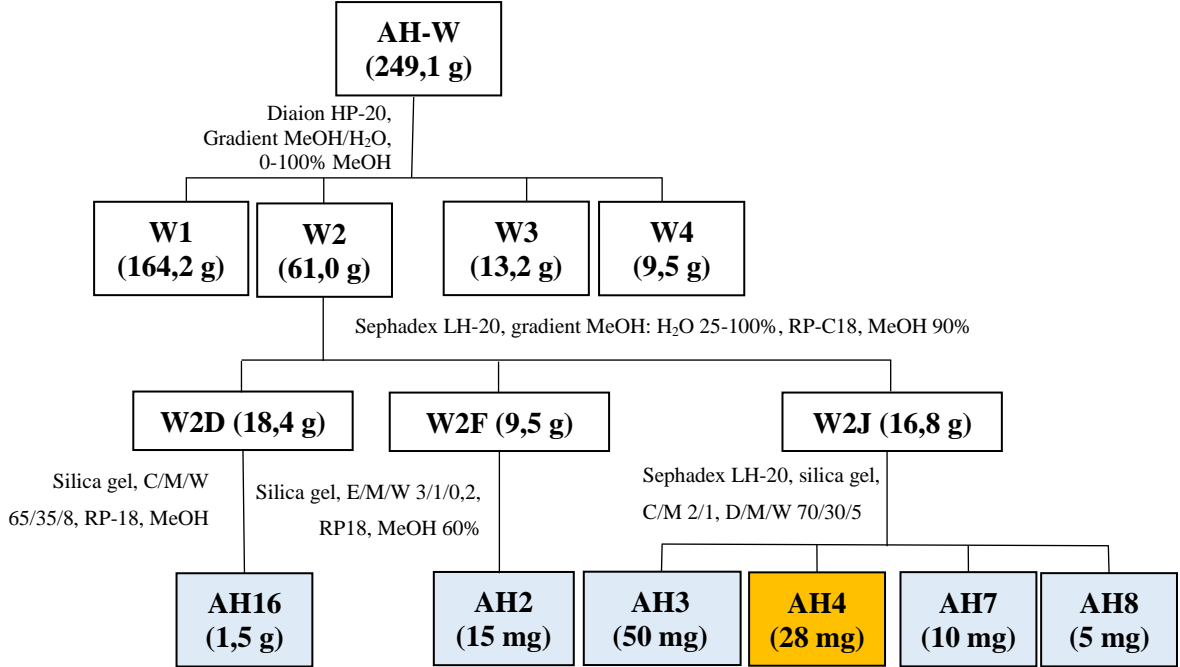 AH-W
(249,1 g)
Diaion HP-20,
Gradient MeOH/H₂O,
0-100% MeOH
W1
(164,2 g)
W2
(61,0 g)
W3
(13,2 g)
W4
(9,5 g)
Sephadex LH-20, gradient MeOH: H₂O 25-100%, RP-C18, MeOH 90%
W2D (18,4 g)
W2F (9,5 g)
W2J (16,8 g)
Silica gel, C/M/W
65/35/8, RP-18, MeOH
Silica gel, E/M/W 3/1/0,2,
RP18, MeOH 60%
Sephadex LH-20, silica gel,
C/M 2/1, D/M/W 70/30/5
AH16
(1,5 g)
AH2
(15 mg)
AH3
(50 mg)
AH4
(28 mg)
AH7
(10 mg)
AH8
(5 mg)